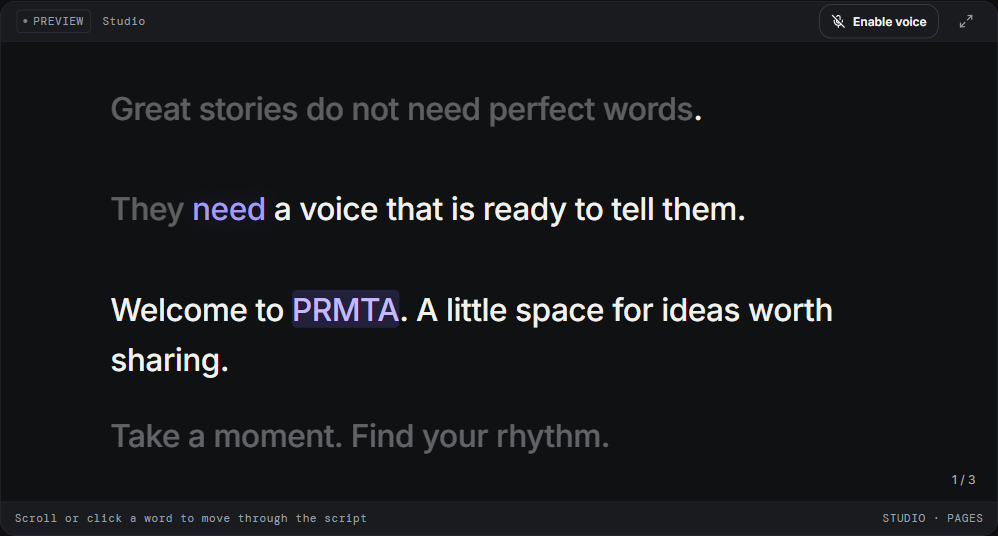 • PREVIEW Studio Enable voice
Great stories do not need perfect words.
They need a voice that is ready to tell them.
Welcome to PRMTA. A little space for ideas worth
sharing.
Take a moment. Find your rhythm.
1 / 3
Scroll or click a word to move through the script STUDIO · PAGES